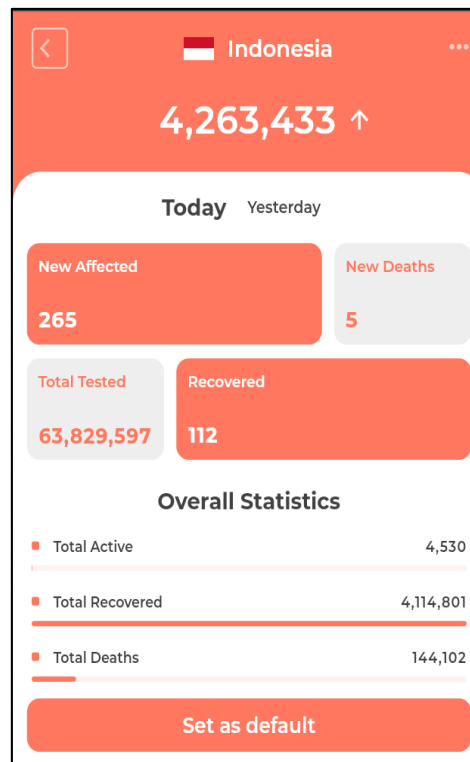 Indonesia
4,263,433
Today Yesterday
New Affected New Deaths
265 5
Total Tested Recovered
63,829,597 112
Overall Statistics
Total Active 4,530
Total Recovered 4,114,801
Total Deaths 144,102
Set as default